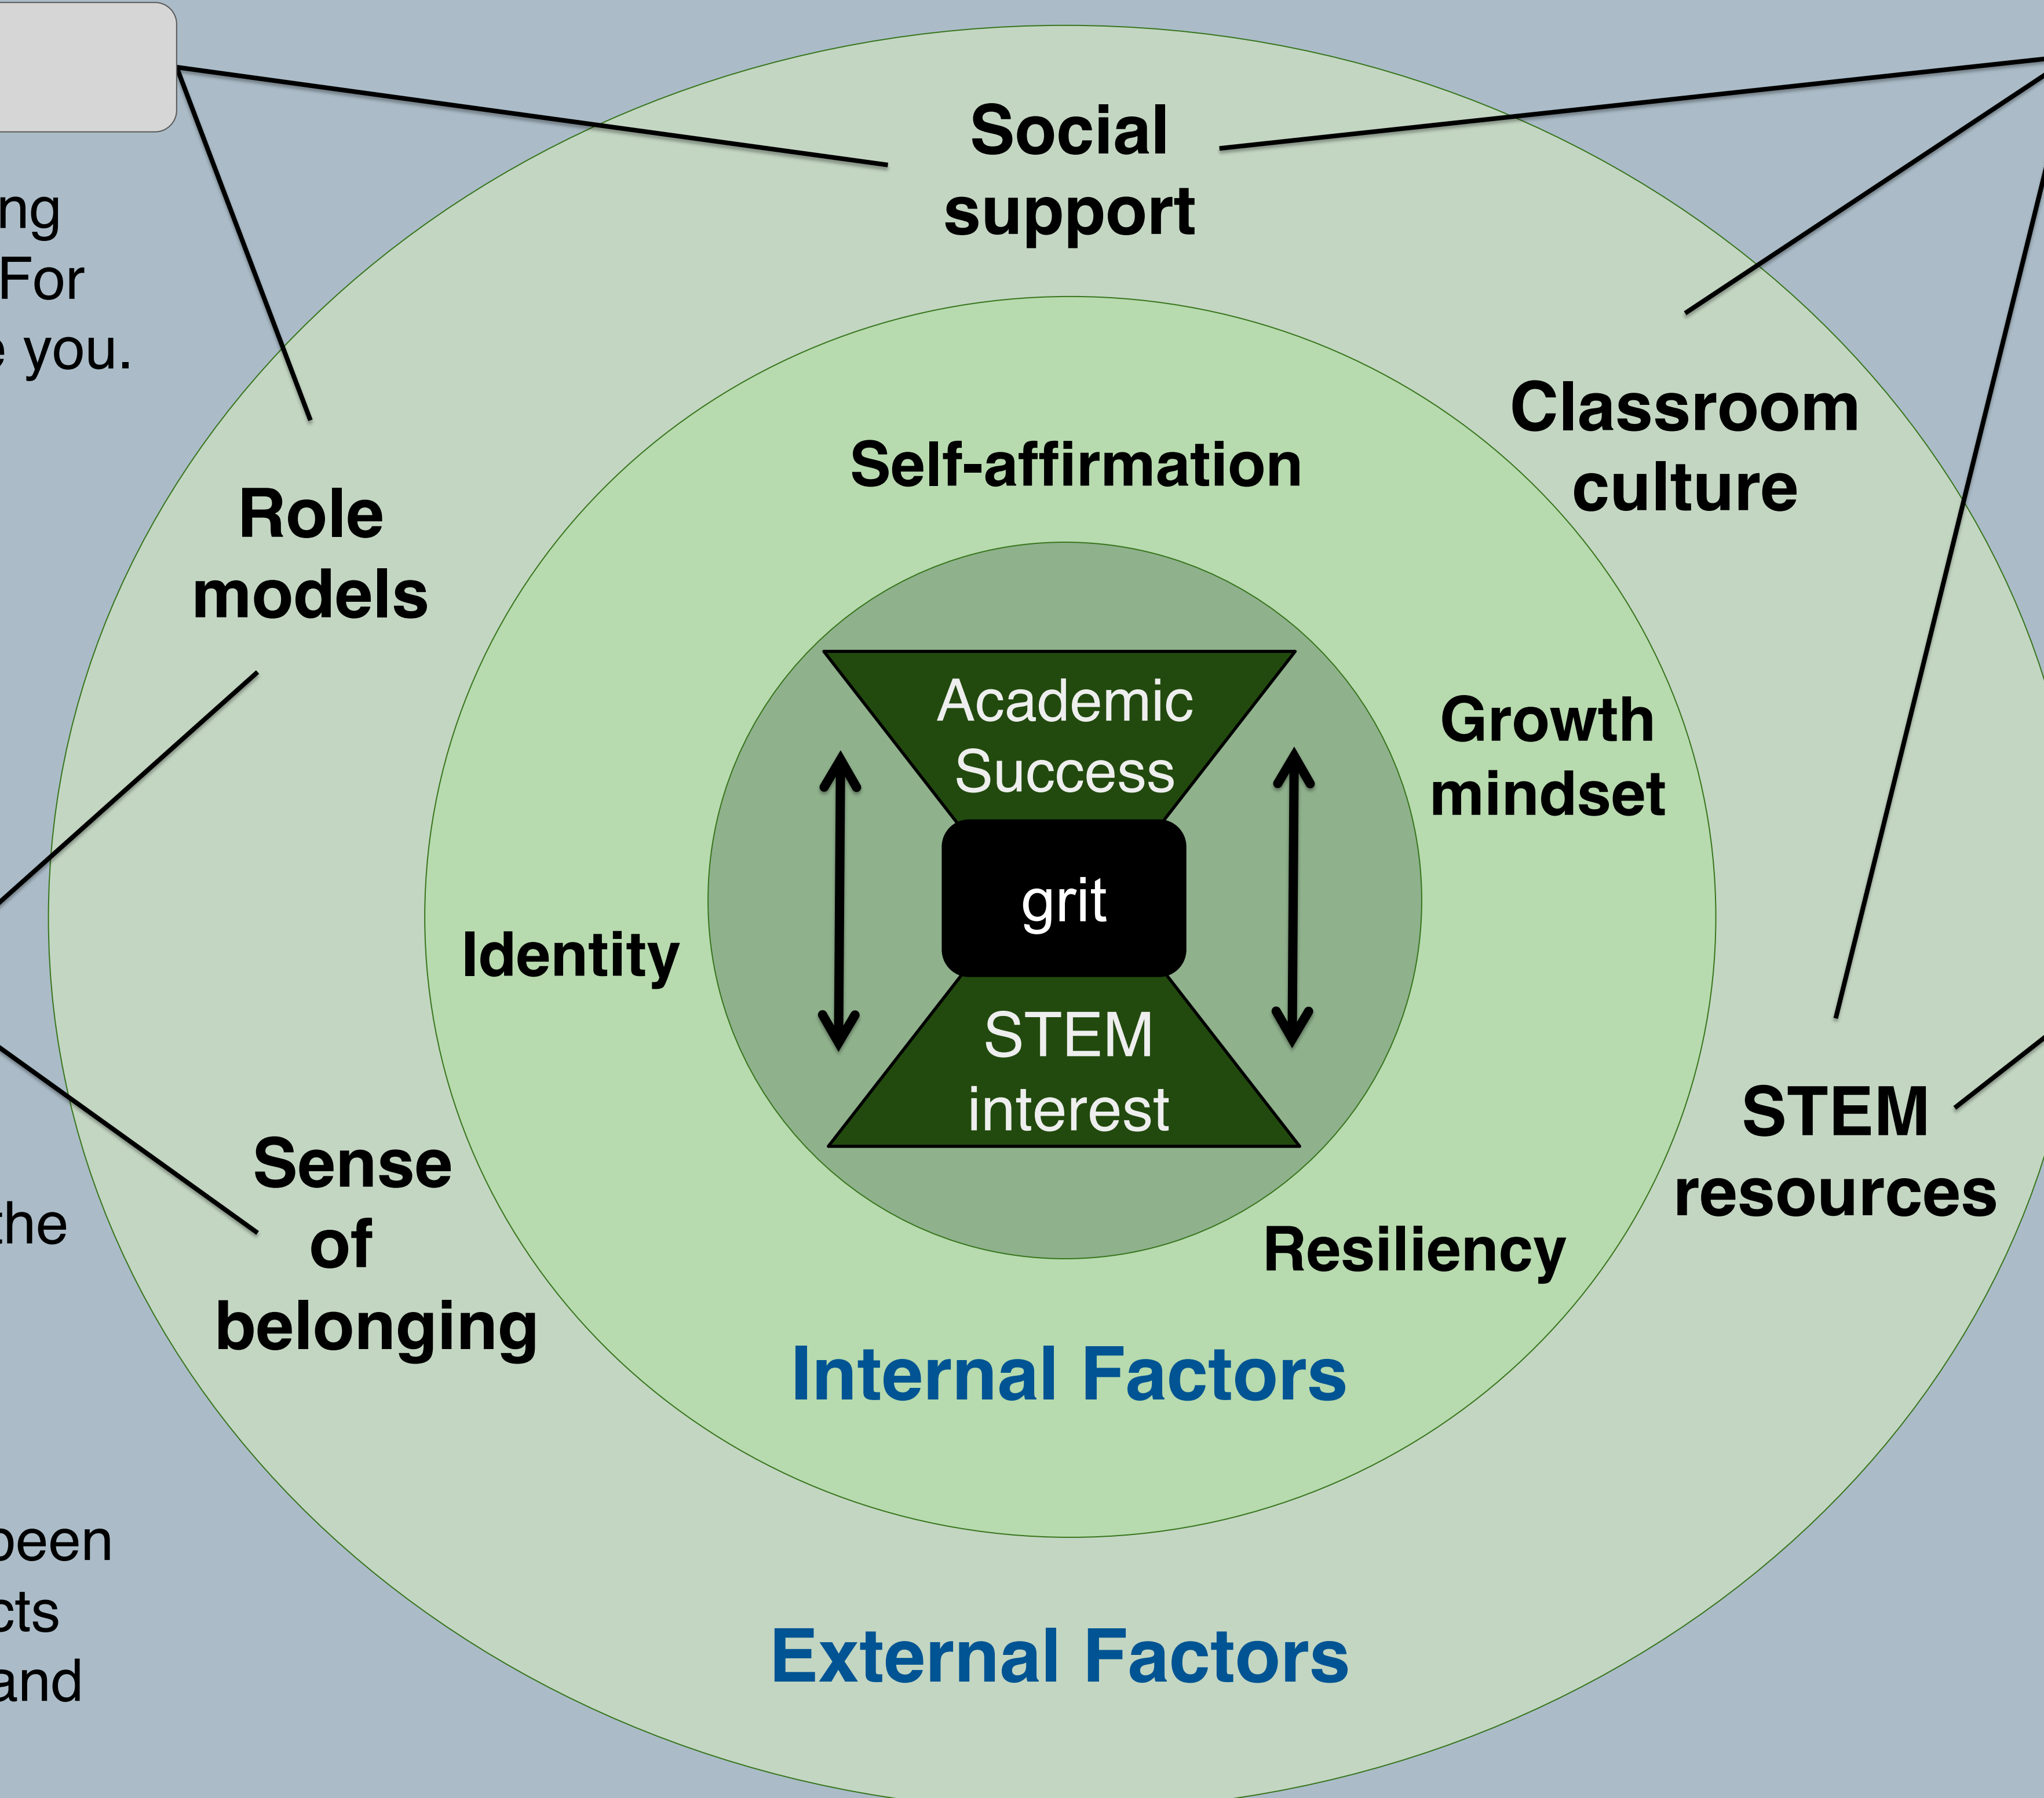 Social
support
ng
For
you.
Classroom
culture
Self-affirmation
Role
models
Academic
Success
Growth
mindset
grit
Identity
STEM
interest
STEM
resources
Sense
of
belonging
the
Resiliency
Internal Factors
been
cts
and
External Factors